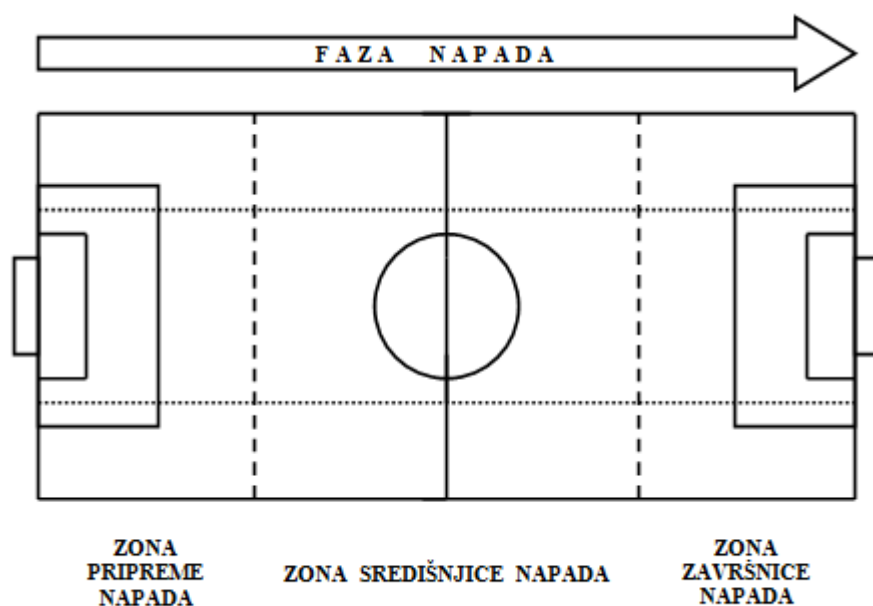 FAZA NAPADA
ZONA
PRIPREME
NAPADA
ZONA SREDIŠNJICE NAPADA
ZONA
ZAVRŠNICE
NAPADA